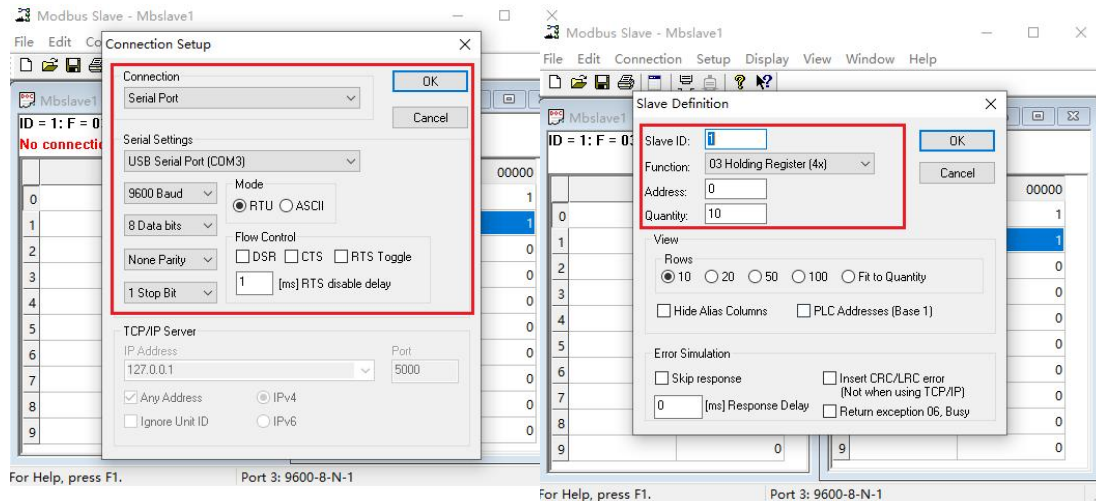 Modbus Slave - Mbslave1
File Edit Co
Mbslave1
ID = 1: F = 0
No connecti
00000
0 1
1 1
2 0
3 0
4 0
5 0
6 0
7 0
8 0
9 0
Connection Setup
Connection
Serial Port
OK
Cancel
Serial Settings
USB Serial Port (COM3)
9600 Baud
8 Data bits
None Parity
1 Stop Bit
Mode
RTU ASCII
Flow Control
DSR CTS RTS Toggle
1 [ms] RTS disable delay
TCP/IP Server
IP Address Port
127.0.0.1 5000
Any Address IPv4
Ignore Unit ID IPv6
For Help, press F1. Port 3: 9600-8-N-1
Modbus Slave - Mbslave1
File Edit Connection Setup Display View Window Help
Mbslave1
ID = 1: F = 03
00000
0 1
1 1
2 0
3 0
4 0
5 0
6 0
7 0
8 0
9 0 9 0
Slave Definition
Slave ID: 1
Function: 03 Holding Register (4x)
Address: 0
Quantity: 10
OK
Cancel
View
Rows
10 20 50 100 Fit to Quantity
Hide Alias Columns PLC Addresses (Base 1)
Error Simulation
Skip response Insert CRC/LRC error
(Not when using TCP/IP)
0 [ms] Response Delay Return exception 06, Busy
For Help, press F1. Port 3: 9600-8-N-1